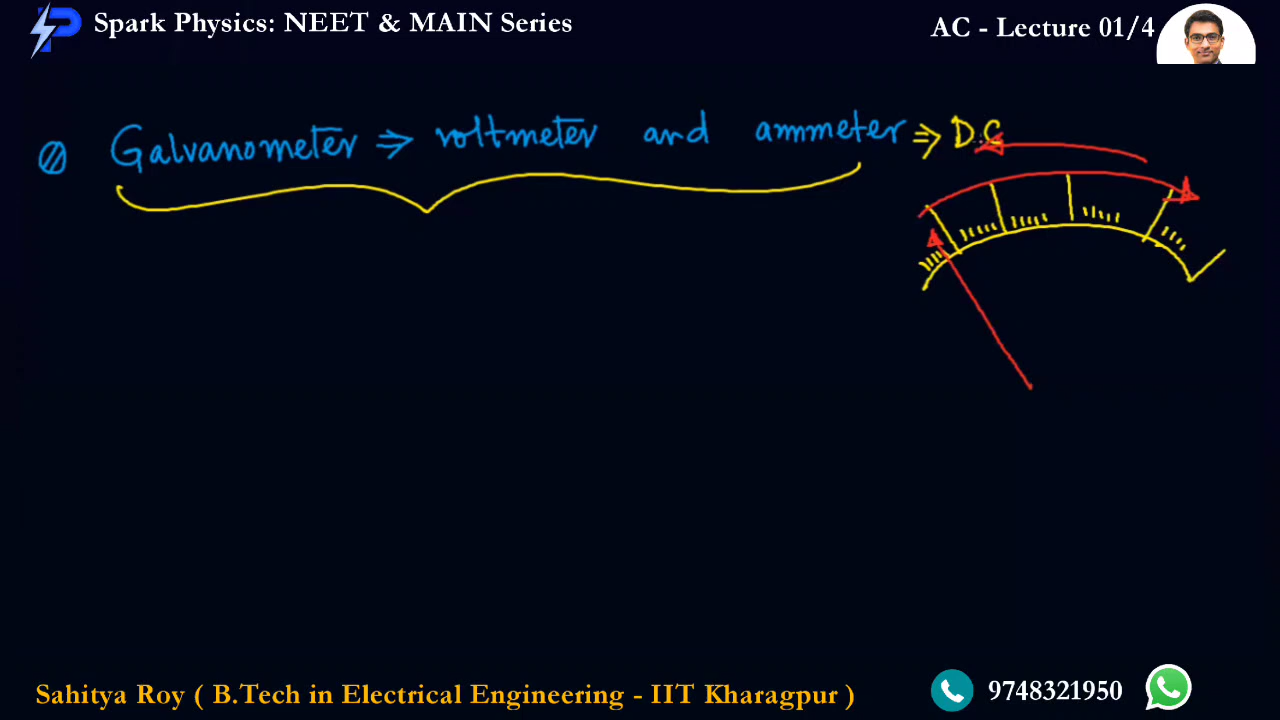 Spark Physics: NEET & MAIN Series
AC - Lecture 01/4
Galvanometer ⇒ voltmeter and ammeter ⇒ D.C
Sahitya Roy ( B.Tech in Electrical Engineering - IIT Kharagpur )
9748321950